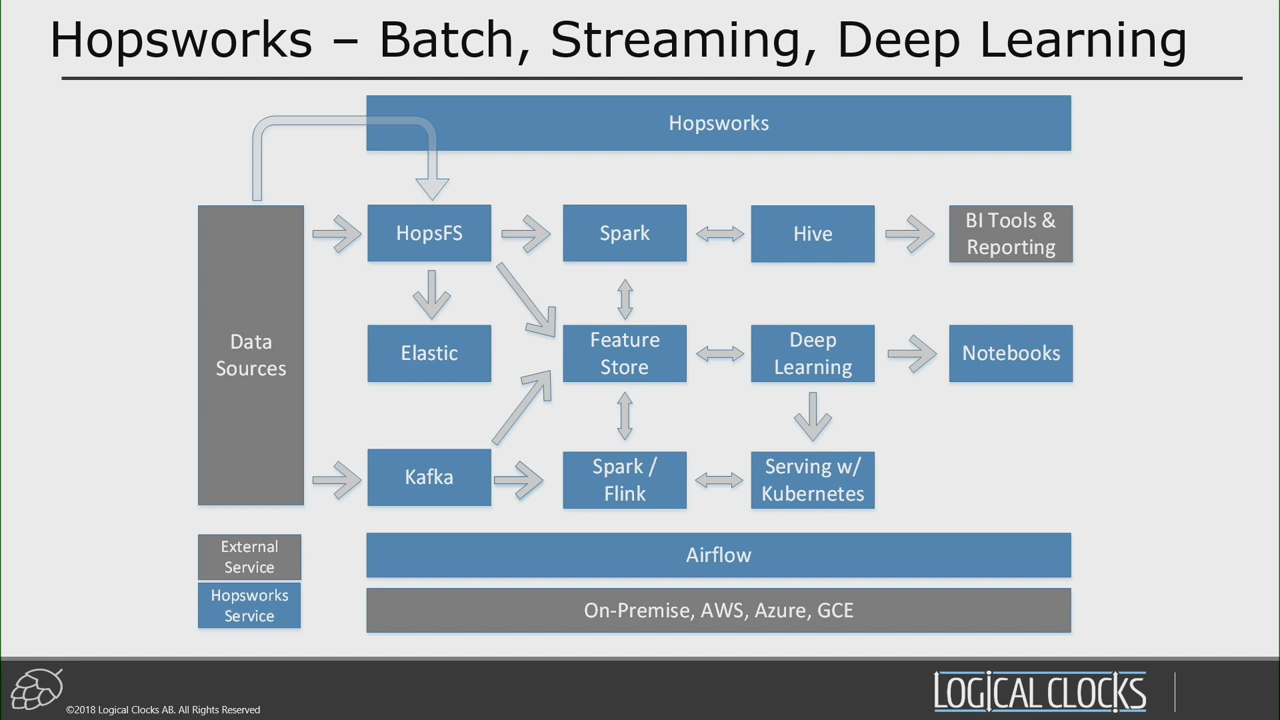 Hopsworks – Batch, Streaming, Deep Learning
Hopsworks
Data
Sources
HopsFS
Spark
Hive
BI Tools &
Reporting
Elastic
Feature
Store
Deep
Learning
Notebooks
Kafka
Spark /
Flink
Serving w/
Kubernetes
External
Service
Hopsworks
Service
Airflow
On-Premise, AWS, Azure, GCE
©2018 Logical Clocks AB. All Rights Reserved
LOGICAL CLOCKS